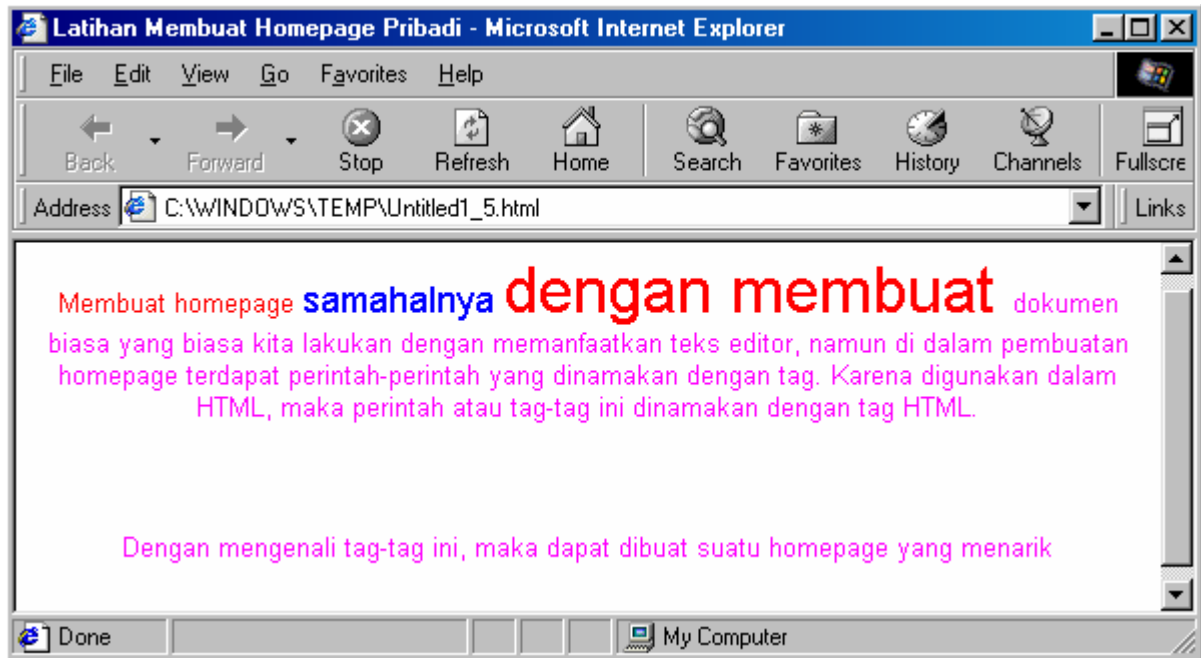 Latihan Membuat Homepage Pribadi - Microsoft Internet Explorer
File Edit View Go Favorites Help
Back Forward Stop Refresh Home Search Favorites History Channels Fullscre
Address C:\WINDOWS\TEMP\Untitled1_5.html Links
Membuat homepage samahalnya dengan membuat dokumen
biasa yang biasa kita lakukan dengan memanfaatkan teks editor, namun di dalam pembuatan
homepage terdapat perintah-perintah yang dinamakan dengan tag. Karena digunakan dalam
HTML, maka perintah atau tag-tag ini dinamakan dengan tag HTML.
Dengan mengenali tag-tag ini, maka dapat dibuat suatu homepage yang menarik
Done My Computer